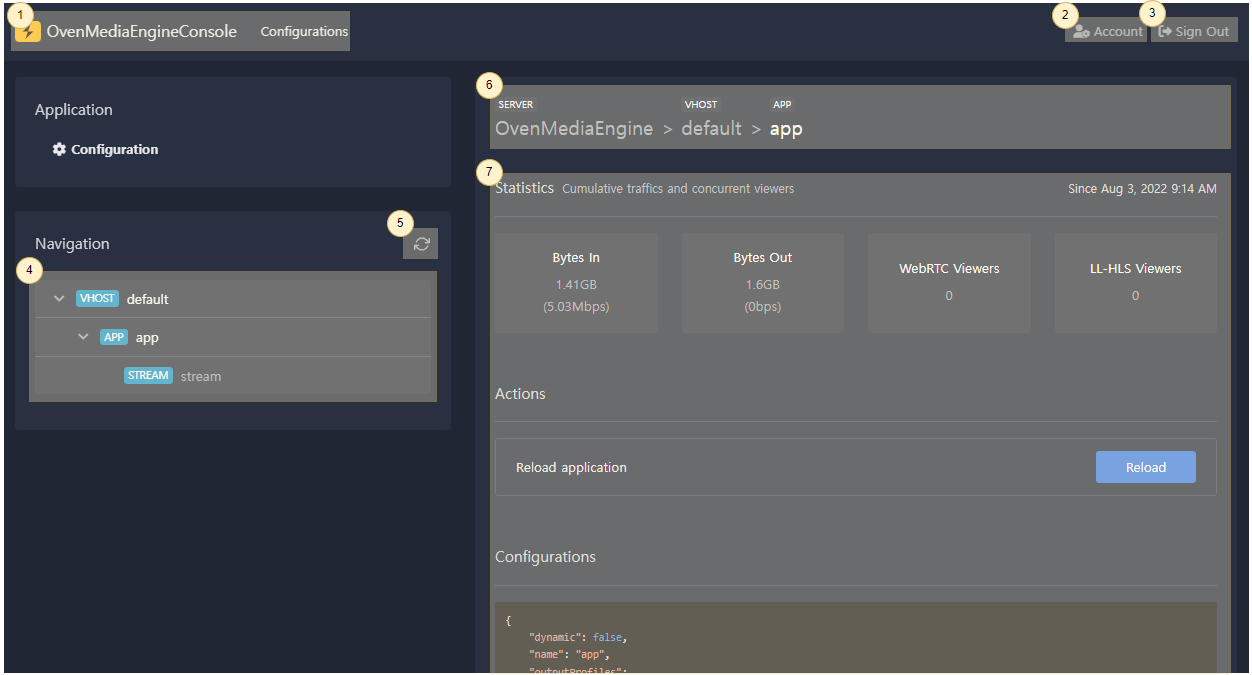 1
OvenMediaEngineConsole Configurations
2
Account
3
Sign Out
Application
Configuration
5
Navigation
4
VHOST default
APP app
STREAM stream
6
SERVER VHOST APP
OvenMediaEngine > default > app
7
Statistics Cumulative traffics and concurrent viewers Since Aug 3, 2022 9:14 AM
Bytes In
1.41GB
(5.03Mbps)
Bytes Out
1.6GB
(0bps)
WebRTC Viewers
0
LL-HLS Viewers
0
Actions
Reload application Reload
Configurations
{
"dynamic": false,
"name": "app",
"outputProfiles":